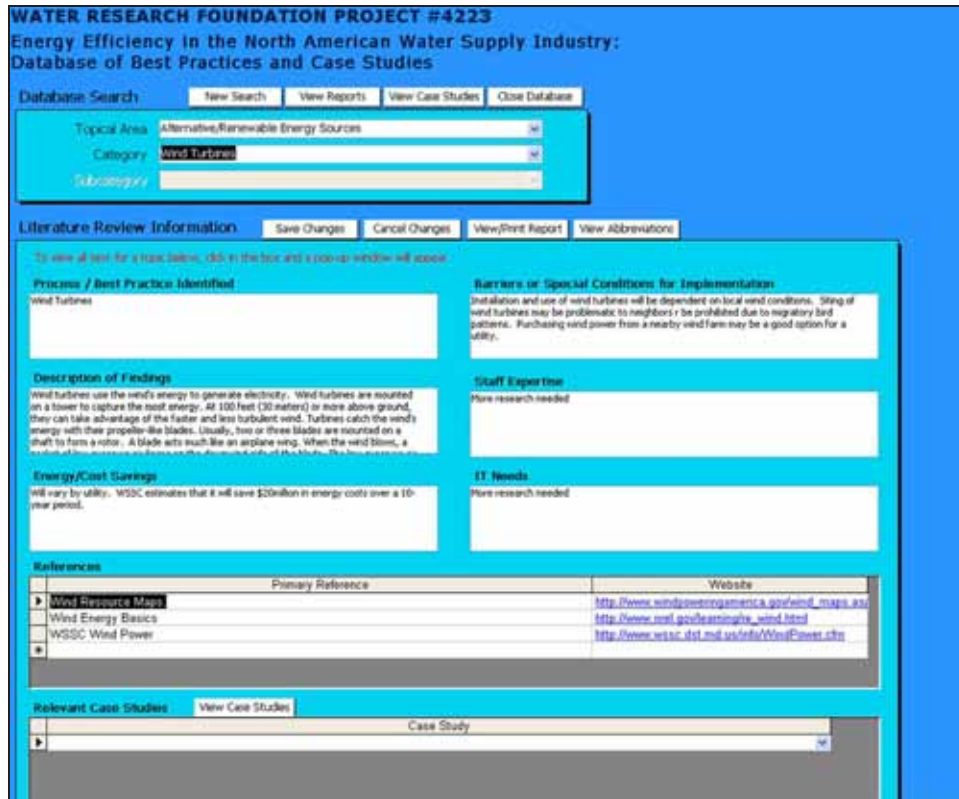 WATER RESEARCH FOUNDATION PROJECT #4223
Energy Efficiency in the North American Water Supply Industry:
Database of Best Practices and Case Studies
Database Search New Search View Reports View Case Studies Close Database
Topical Area Alternative/Renewable Energy Sources
Category Wind Turbines
Subcategory
Literature Review Information Save Changes Cancel Changes View/Print Report View Abbreviations
To view all text for a topic below, click in the box and a pop-up window will appear.
Process / Best Practice Identified
Wind Turbines
Barriers or Special Conditions for Implementation
Installation and use of wind turbines will be dependent on local wind conditions. Siting of
wind turbines may be problematic to neighbors r be prohibited due to migratory bird
patterns. Purchasing wind power from a nearby wind farm may be a good option for a
utility.
Description of Findings
Wind turbines use the wind's energy to generate electricity. Wind turbines are mounted
on a tower to capture the most energy. At 100 feet (30 meters) or more above ground,
they can take advantage of the faster and less turbulent wind. Turbines catch the wind's
energy with their propeller-like blades. Usually, two or three blades are mounted on a
shaft to form a rotor. A blade acts much like an airplane wing. When the wind blows, a
Staff Expertise
More research needed
Energy/Cost Savings
Will vary by utility. WSSC estimates that it will save $20million in energy costs over a 10-
year period.
IT Needs
More research needed
References
Primary Reference Website
Wind Resource Maps http://www.windpoweringamerica.gov/wind_maps.as
Wind Energy Basics http://www.nrel.gov/learning/re_wind.html
WSSC Wind Power http://www.wssc.dst.md.us/info/WindPower.cfm
Relevant Case Studies View Case Studies
Case Study